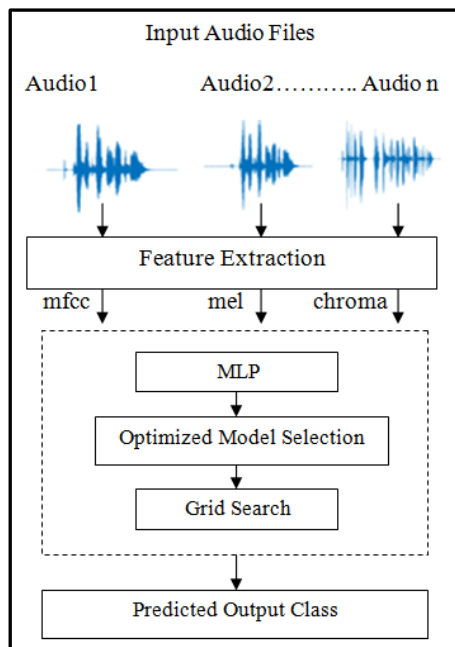 Input Audio Files
Audio1 Audio2……….. Audio n
Feature Extraction
mfcc mel chroma
MLP
Optimized Model Selection
Grid Search
Predicted Output Class